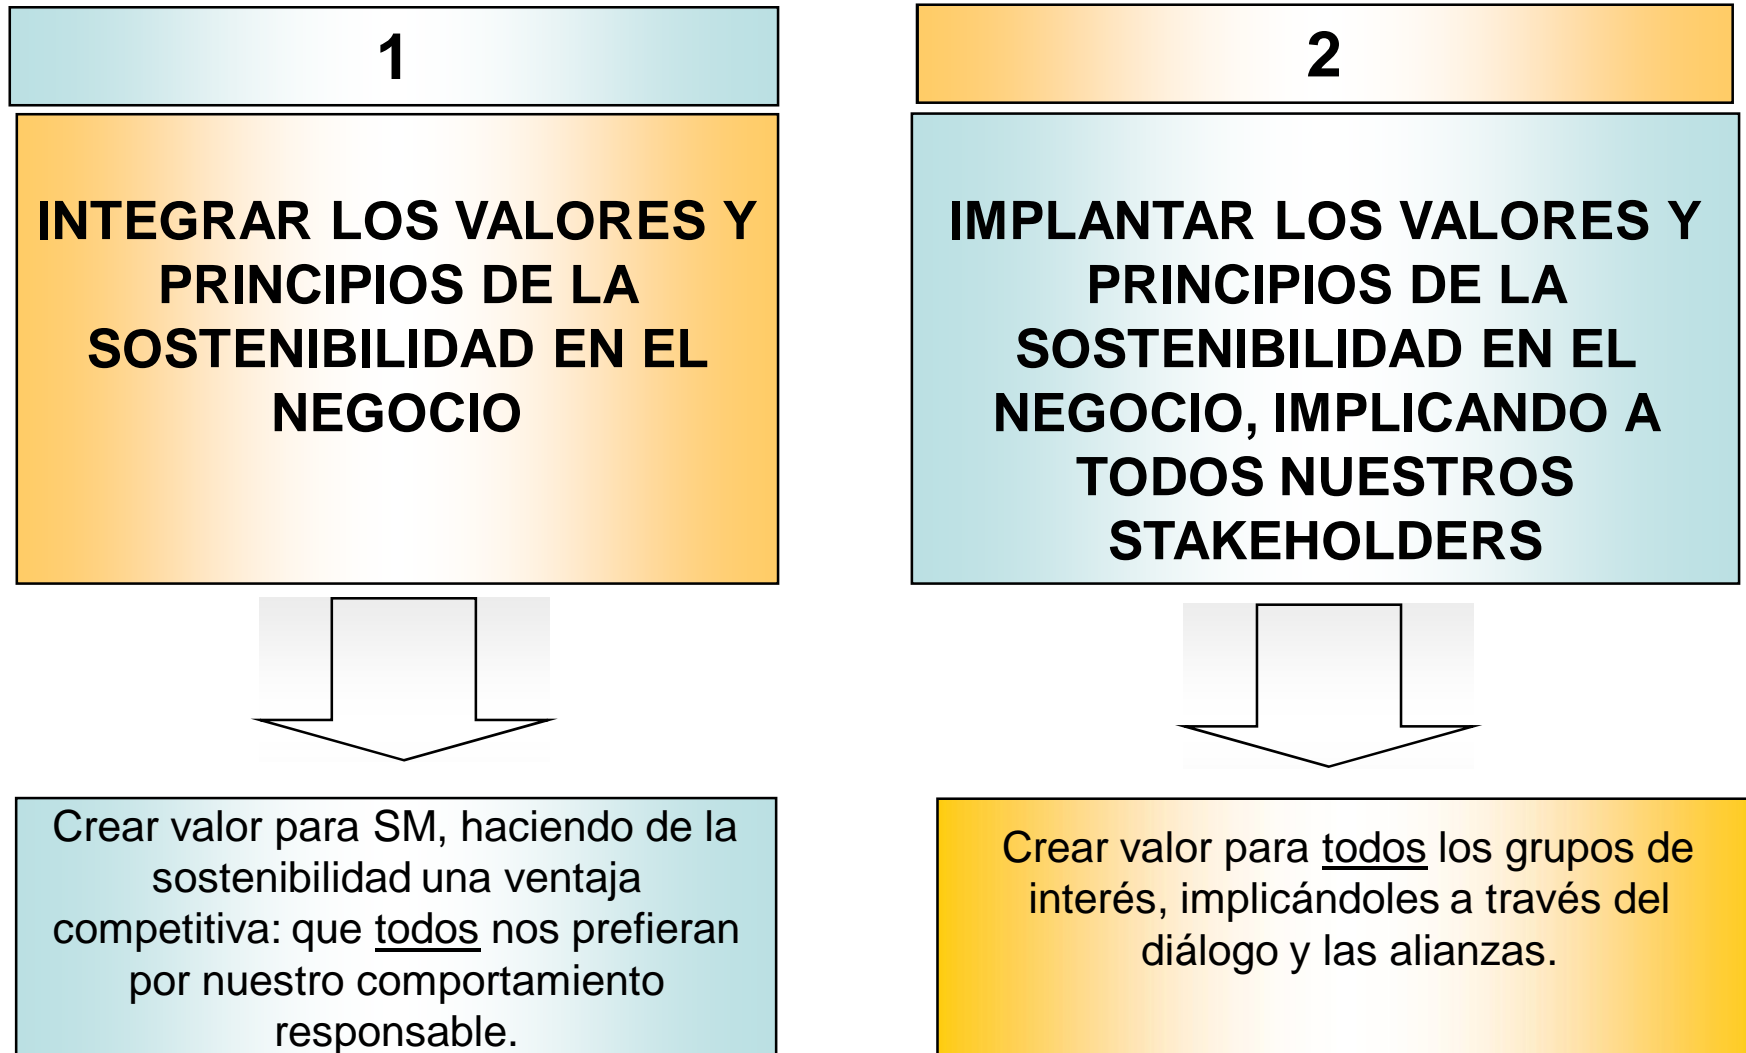 1
INTEGRAR LOS VALORES Y
PRINCIPIOS DE LA
SOSTENIBILIDAD EN EL
NEGOCIO
Crear valor para SM, haciendo de la
sostenibilidad una ventaja
competitiva: que todos nos prefieran
por nuestro comportamiento
responsable.
2
IMPLANTAR LOS VALORES Y
PRINCIPIOS DE LA
SOSTENIBILIDAD EN EL
NEGOCIO, IMPLICANDO A
TODOS NUESTROS
STAKEHOLDERS
Crear valor para todos los grupos de
interés, implicándoles a través del
diálogo y las alianzas.